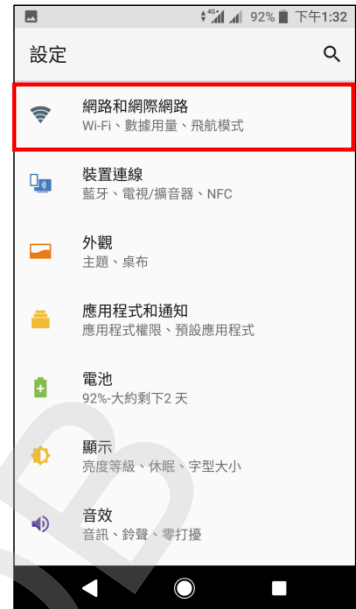 4G+ 92% 下午1:32
設定
網路和網際網路
Wi-Fi、數據用量、飛航模式
裝置連線
藍牙、電視/擴音器、NFC
外觀
主題、桌布
應用程式和通知
應用程式權限、預設應用程式
電池
92%-大約剩下2 天
顯示
亮度等級、休眠、字型大小
音效
音訊、鈴聲、零打擾